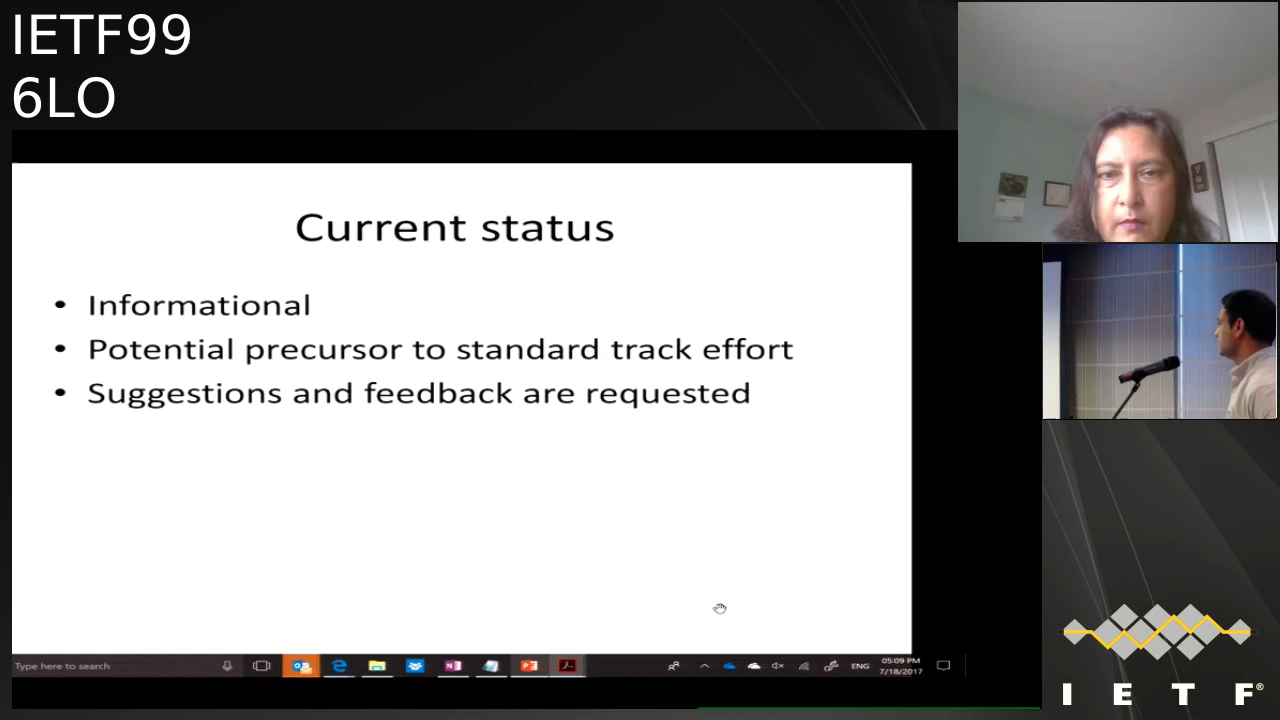 IETF99
6LO
Current status
• Informational
• Potential precursor to standard track effort
• Suggestions and feedback are requested
Type here to search
ENG
05:09 PM
7/18/2017
I E T F®